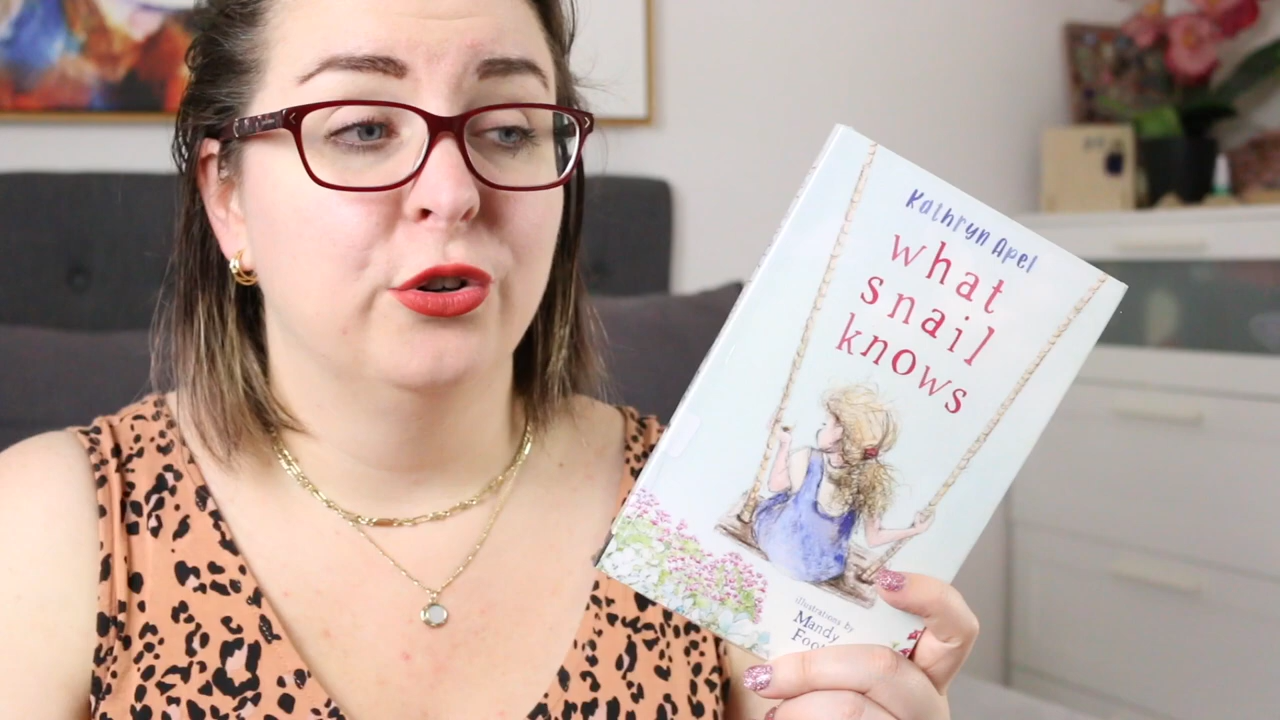 Kathryn Apel
what
snail
knows
illustrations by
Mandy